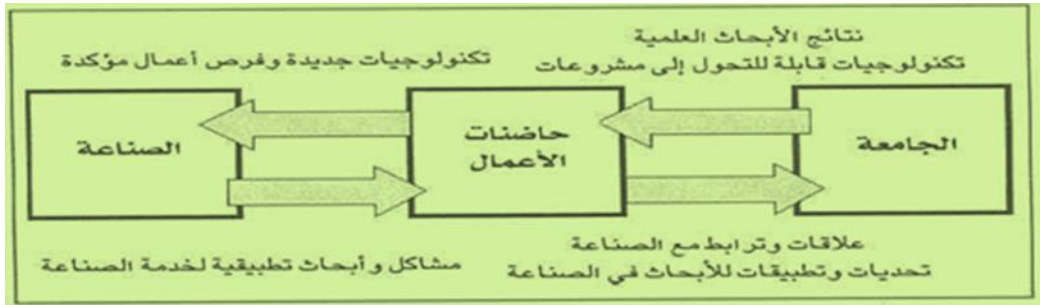 نتائج الأبحاث العلمية
تكنولوجيات قابلة للتحول إلى مشروعات
تكنولوجيات جديدة وفرص أعمال مؤكدة
الجامعة
حاضنات
الأعمال
الصناعة
علاقات وترابط مع الصناعة
تحديات وتطبيقات للأبحاث في الصناعة
مشاكل وأبحاث تطبيقية لخدمة الصناعة